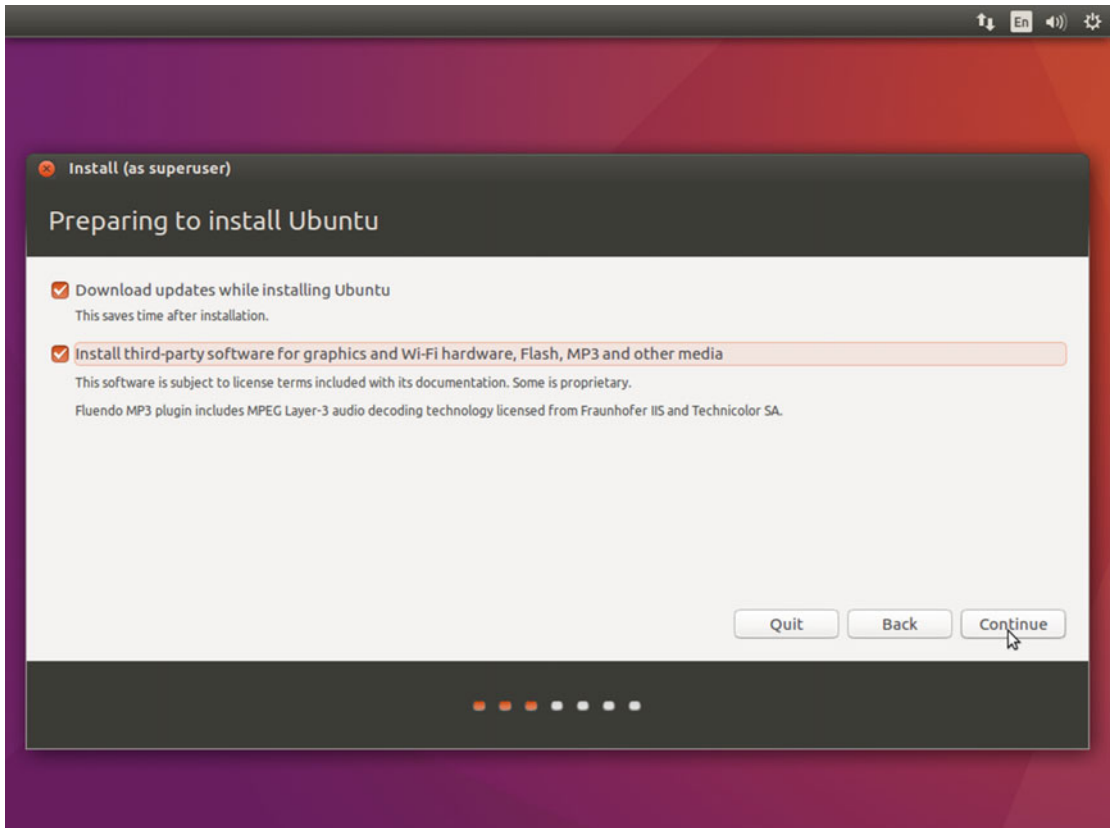 En
Install (as superuser)
Preparing to install Ubuntu
Download updates while installing Ubuntu
This saves time after installation.
Install third-party software for graphics and Wi-Fi hardware, Flash, MP3 and other media
This software is subject to license terms included with its documentation. Some is proprietary.
Fluendo MP3 plugin includes MPEG Layer-3 audio decoding technology licensed from Fraunhofer IIS and Technicolor SA.
Quit Back Continue